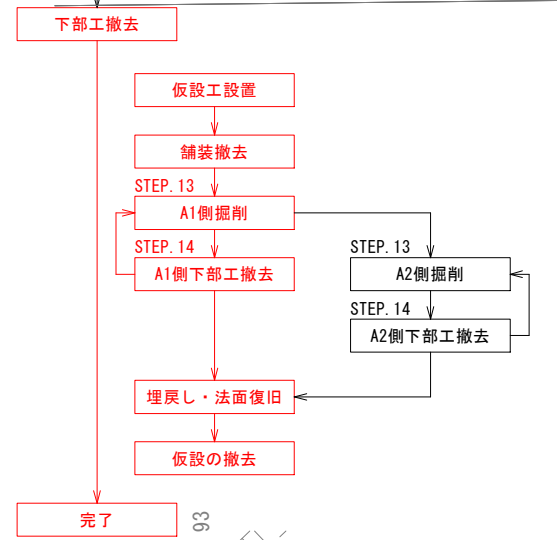 下部工撤去
仮設工設置
舗装撤去
STEP.13
A1側掘削
STEP.14
A1側下部工撤去
STEP.13
A2側掘削
STEP.14
A2側下部工撤去
埋戻し・法面復旧
仮設の撤去
完了
93